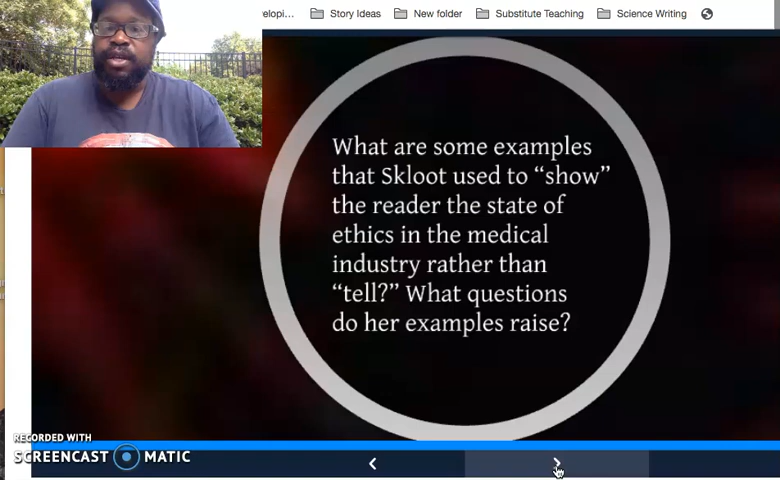 Story Ideas New folder Substitute Teaching Science Writing
What are some examples
that Skloot used to “show”
the reader the state of
ethics in the medical
industry rather than
“tell?” What questions
do her examples raise?
RECORDED WITH
SCREENCAST MATIC